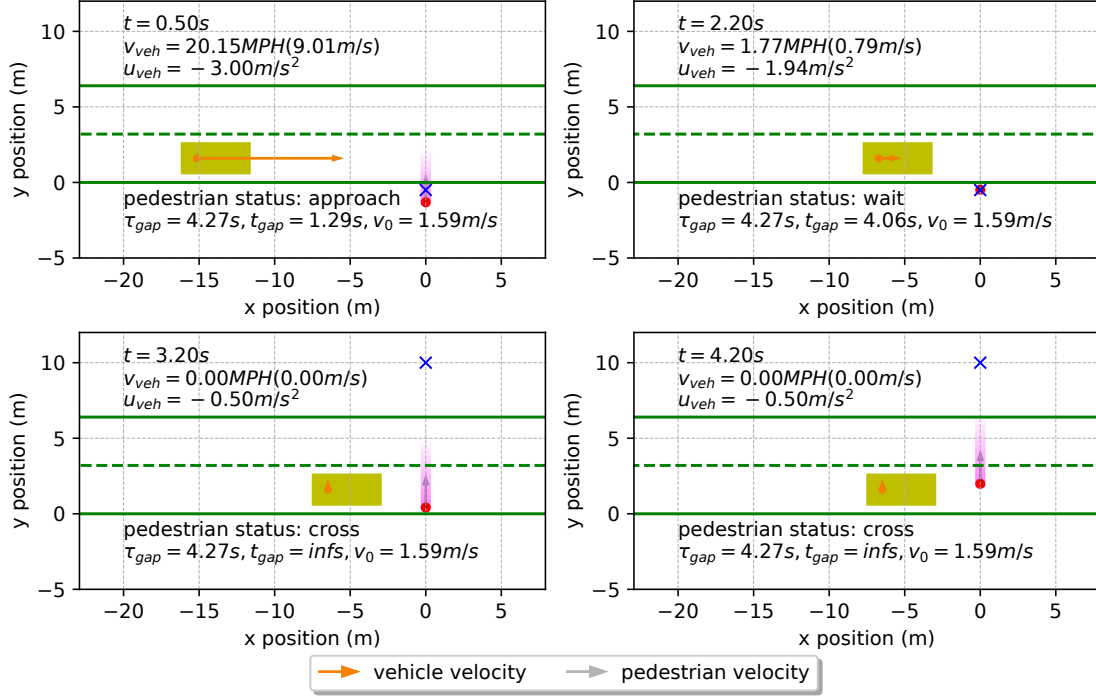 t = 0.50s
v_veh = 20.15MPH(9.01m/s)
u_veh = − 3.00m/s²
pedestrian status: approach
τ_gap = 4.27s, t_gap = 1.29s, v_0 = 1.59m/s
y position (m)
10
5
0
−5
−20 −15 −10 −5 0 5
x position (m)
t = 2.20s
v_veh = 1.77MPH(0.79m/s)
u_veh = − 1.94m/s²
pedestrian status: wait
τ_gap = 4.27s, t_gap = 4.06s, v_0 = 1.59m/s
y position (m)
10
5
0
−5
−20 −15 −10 −5 0 5
x position (m)
t = 3.20s
v_veh = 0.00MPH(0.00m/s)
u_veh = − 0.50m/s²
pedestrian status: cross
τ_gap = 4.27s, t_gap = infs, v_0 = 1.59m/s
y position (m)
10
5
0
−5
−20 −15 −10 −5 0 5
x position (m)
t = 4.20s
v_veh = 0.00MPH(0.00m/s)
u_veh = − 0.50m/s²
pedestrian status: cross
τ_gap = 4.27s, t_gap = infs, v_0 = 1.59m/s
y position (m)
10
5
0
−5
−20 −15 −10 −5 0 5
x position (m)
vehicle velocity
pedestrian velocity